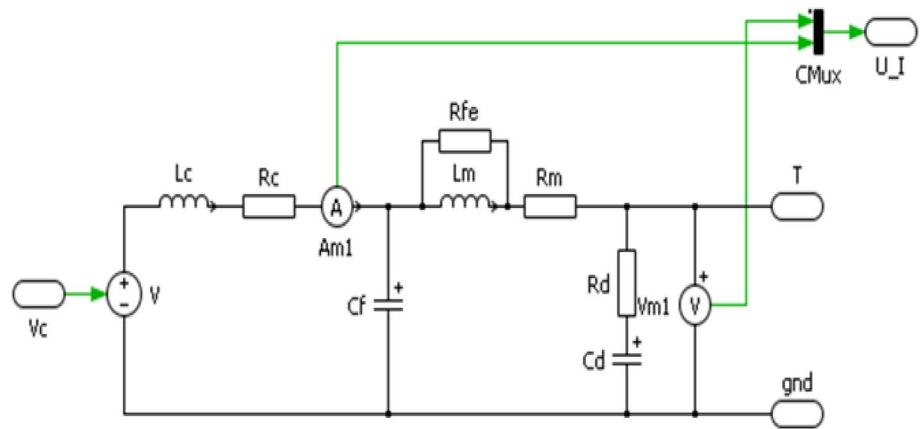 CMux
U_I
Rfe
Lc
Rc
Lm
Rm
T
A
Am1
+
Vc
+
−
V
Cf
+
Rd
Vm1
+
V
Cd
+
gnd